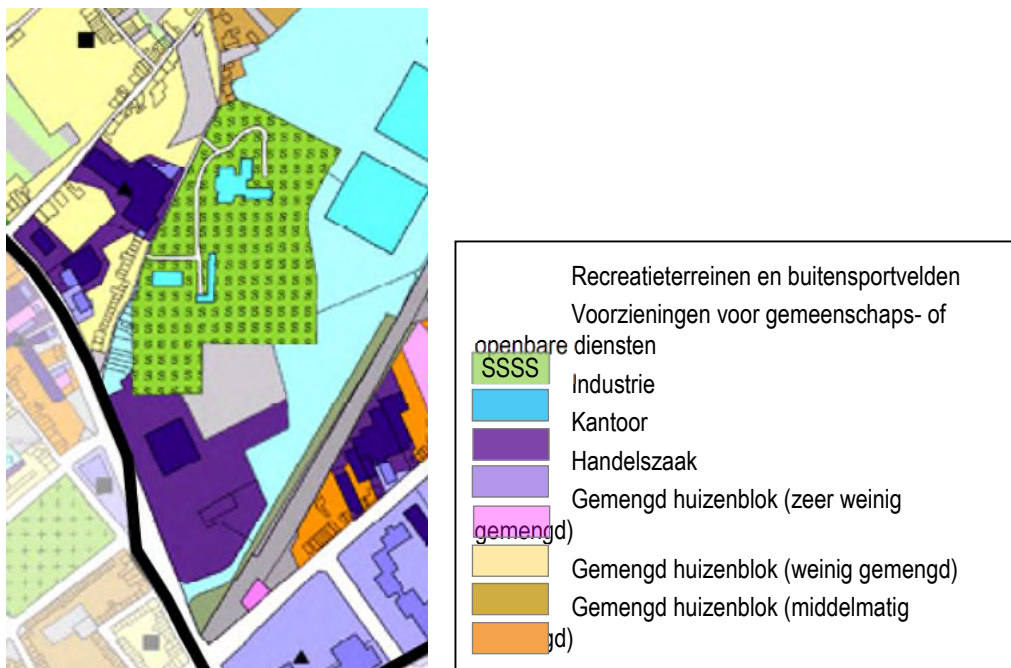 Recreatieterreinen en buitensportvelden
Voorzieningen voor gemeenschaps- of
openbare diensten
SSSS
Industrie
Kantoor
Handelszaak
Gemengd huizenblok (zeer weinig
gemengd)
Gemengd huizenblok (weinig gemengd)
Gemengd huizenblok (middelmatig
gd)